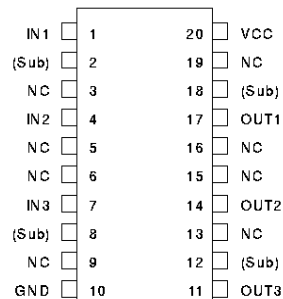 IN1 1 20 VCC
(Sub) 2 19 NC
NC 3 18 (Sub)
IN2 4 17 OUT1
NC 5 16 NC
NC 6 15 NC
IN3 7 14 OUT2
(Sub) 8 13 NC
NC 9 12 (Sub)
GND 10 11 OUT3